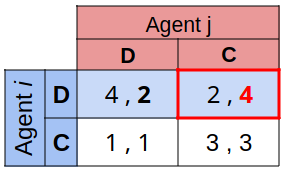 Agent j
D C
Agent i
D 4 , 2 2 , 4
C 1 , 1 3 , 3